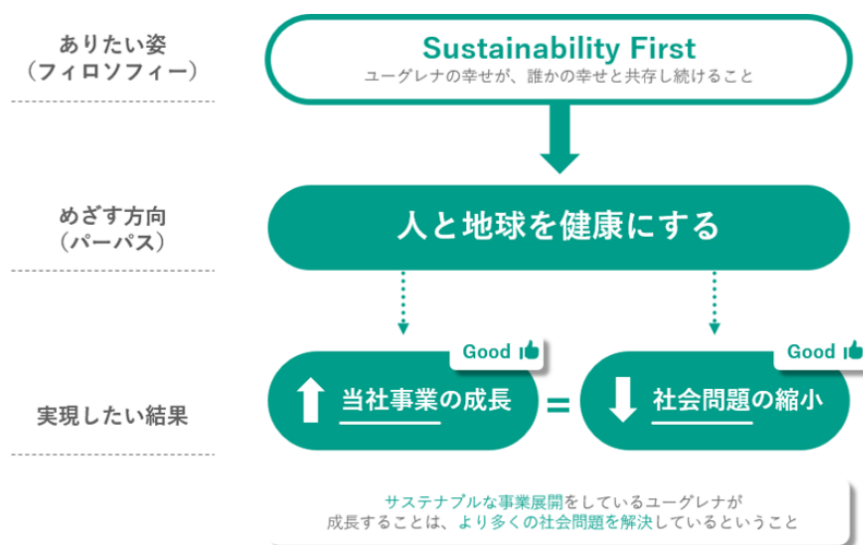 ありたい姿
（フィロソフィー）
Sustainability First
ユーグレナの幸せが、誰かの幸せと共存し続けること
めざす方向
（パーパス）
人と地球を健康にする
実現したい結果
Good
当社事業の成長
=
Good
社会問題の縮小
サステナブルな事業展開をしているユーグレナが
成長することは、より多くの社会問題を解決しているということ